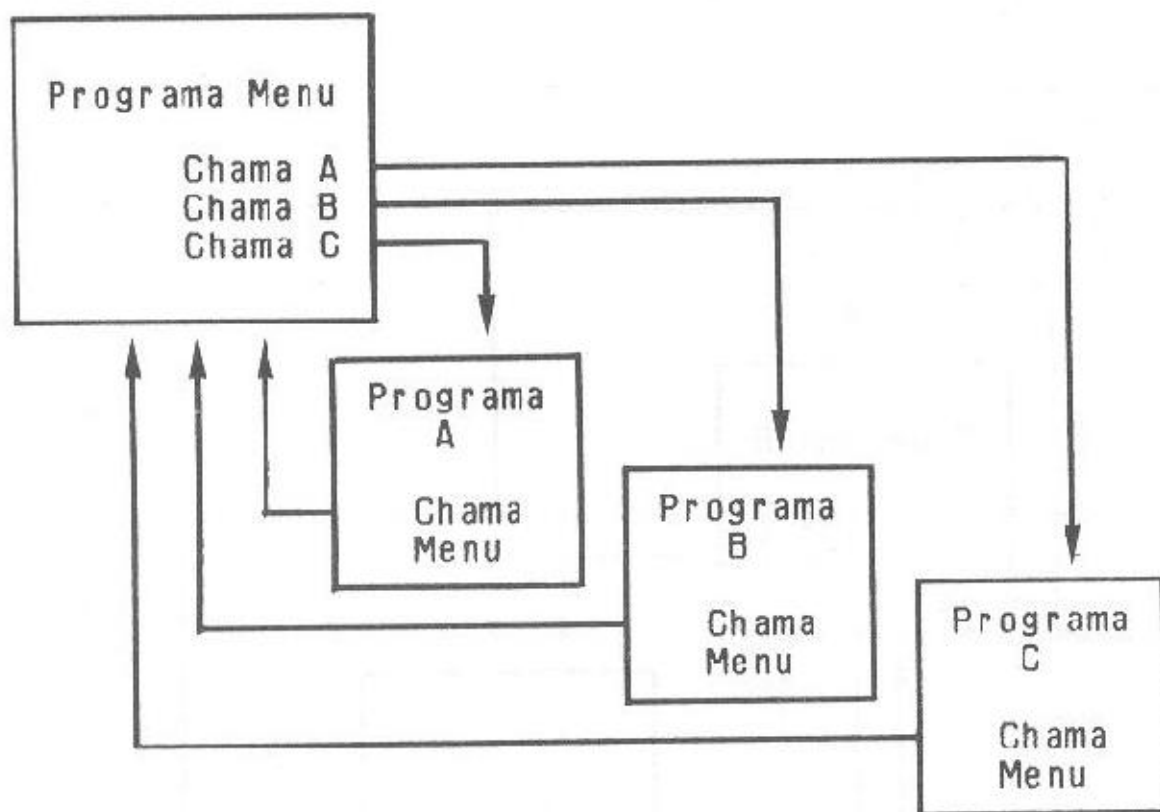 Programa Menu
Chama A
Chama B
Chama C
Programa
A
Chama
Menu
Programa
B
Chama
Menu
Programa
C
Chama
Menu